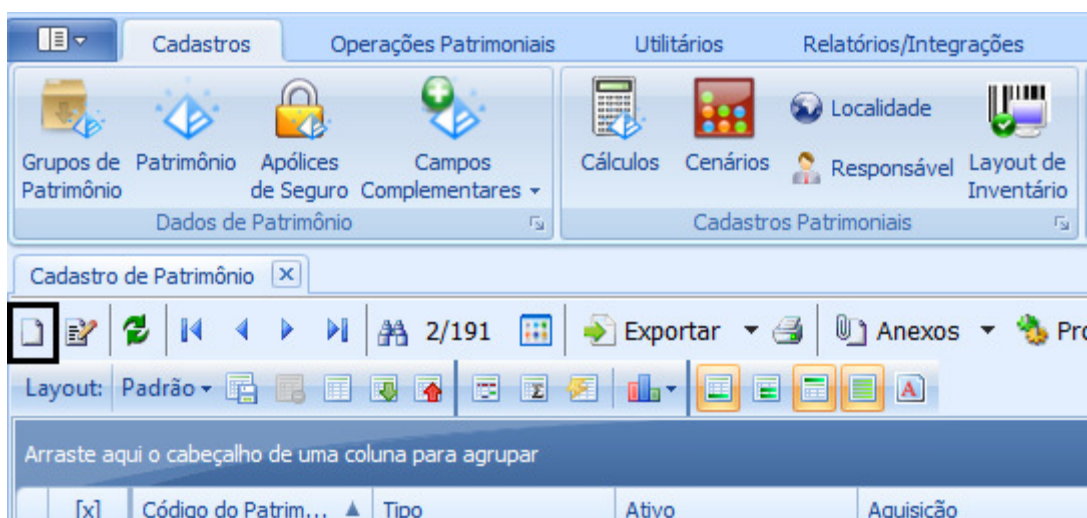 Cadastros Operações Patrimoniais Utilitários Relatórios/Integrações
Grupos de Patrimônio Patrimônio Apólices de Seguro Campos Complementares Cálculos Cenários Localidade Responsável Layout de Inventário
Dados de Patrimônio Cadastros Patrimoniais
Cadastro de Patrimônio
2/191 Exportar Anexos Pro
Layout: Padrão
Arraste aqui o cabeçalho de uma coluna para agrupar
[x] Código do Patrim... Tipo Ativo Aquisição